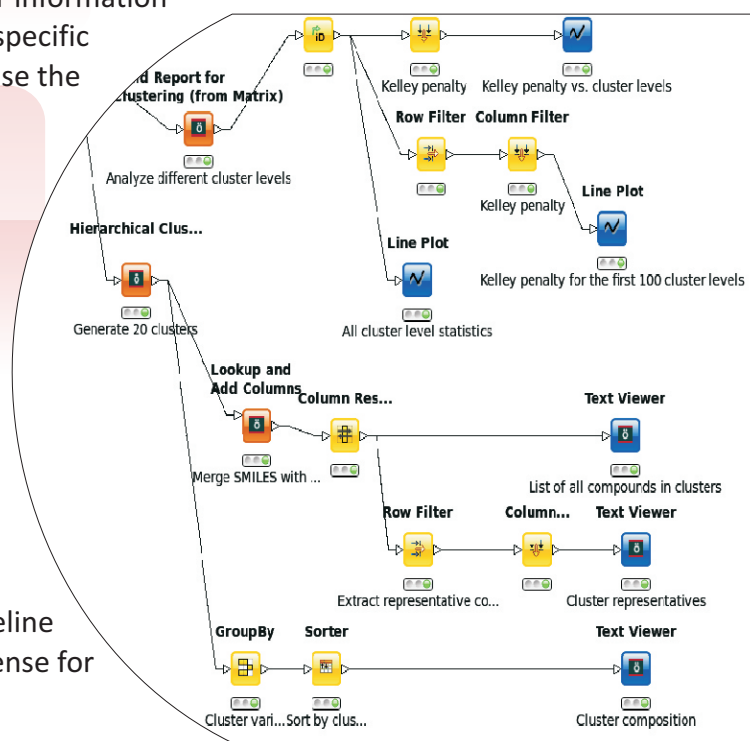 information
specific
se the
Report for
Clustering (from Matrix)
Analyze different cluster levels
Kelley penalty
Kelley penalty vs. cluster levels
Row Filter
Column Filter
Kelley penalty
Line Plot
Kelley penalty for the first 100 cluster levels
Line Plot
All cluster level statistics
Hierarchical Clus...
Generate 20 clusters
Lookup and
Add Columns
Merge SMILES with ...
Column Res...
Text Viewer
List of all compounds in clusters
Row Filter
Extract representative co...
Column...
Text Viewer
Cluster representatives
eline
ense for
GroupBy
Cluster vari...
Sorter
Sort by clus...
Text Viewer
Cluster composition